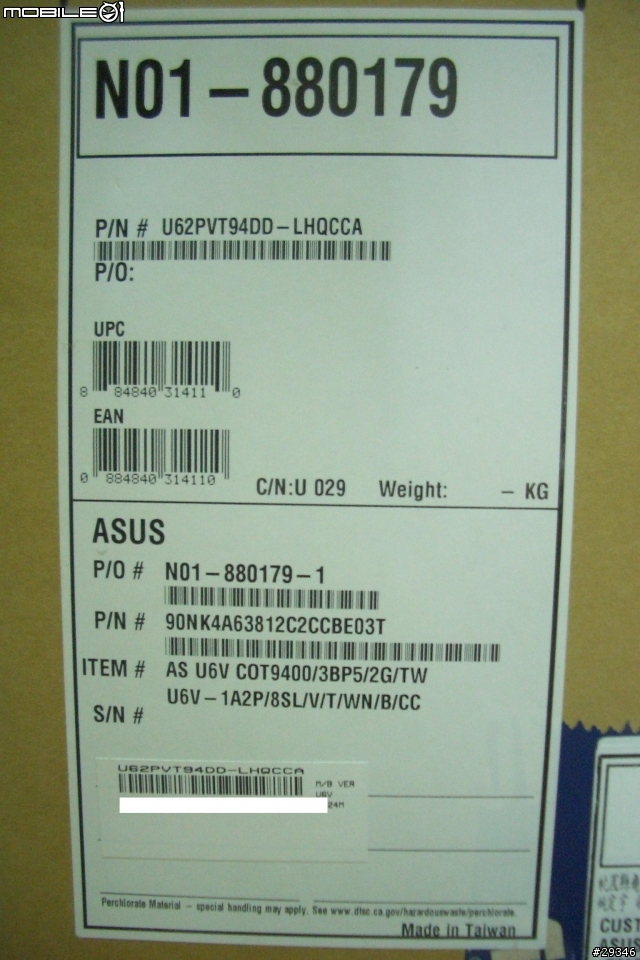 MOBILE01
N01-880179
P/N # U62PVT94DD-LHQCCA
P/O:
UPC
8 84840 31411 0
EAN
0 884840 314110
C/N:U 029 Weight: - KG
ASUS
P/O # N01-880179-1
P/N # 90NK4A63812C2CCBE03T
ITEM # AS U6V COT9400/3BP5/2G/TW
U6V-1A2P/8SL/V/T/WN/B/CC
S/N #
U62PVT94DD-LHQCCA
M/B VER
U6V
24M
Perchlorate Material - special handling may apply. See www.dtsc.ca.gov/hazardouswaste/perchlorate.
Made in Taiwan
CUST
ASUS
#29346